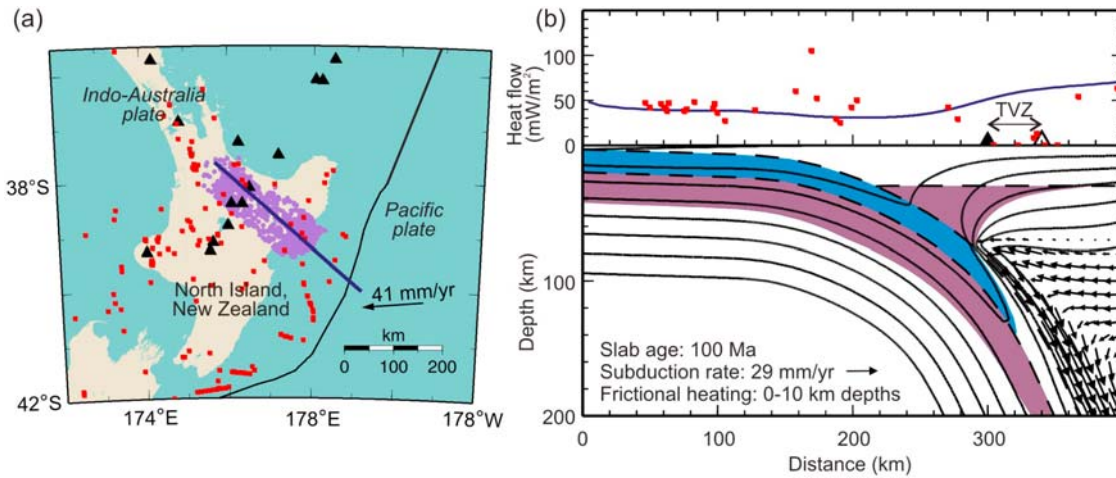 (a)
Indo-Australia
plate
38°S
Pacific
plate
North Island,
New Zealand
41 mm/yr
km
0 100 200
42°S
174°E
178°E
178°W
(b)
Heat flow
(mW/m²)
100
50
0
TVZ
Depth (km)
100
200
Slab age: 100 Ma
Subduction rate: 29 mm/yr
Frictional heating: 0-10 km depths
0
100
200
300
Distance (km)